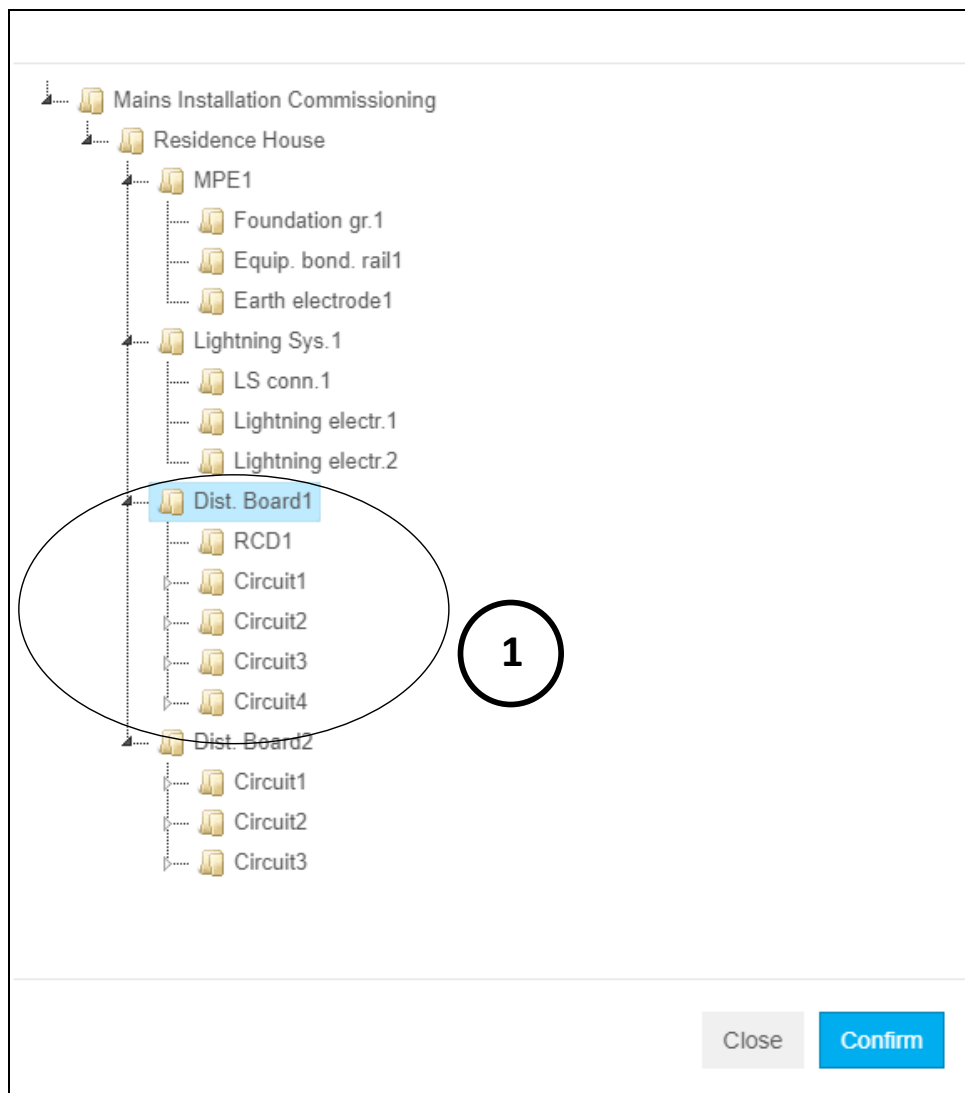 Mains Installation Commissioning
Residence House
MPE1
Foundation gr.1
Equip. bond. rail1
Earth electrode1
Lightning Sys.1
LS conn.1
Lightning electr.1
Lightning electr.2
Dist. Board1
RCD1
Circuit1
Circuit2
1
Circuit3
Circuit4
Dist. Board2
Circuit1
Circuit2
Circuit3
Close Confirm